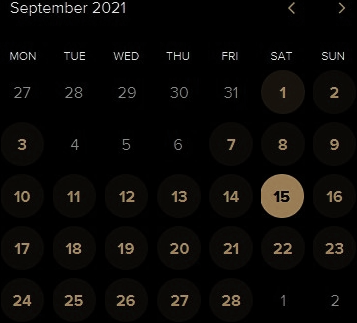 September 2021
MON TUE WED THU FRI SAT SUN
27 28 29 30 31 1 2
3 4 5 6 7 8 9
10 11 12 13 14 15 16
17 18 19 20 21 22 23
24 25 26 27 28 1 2